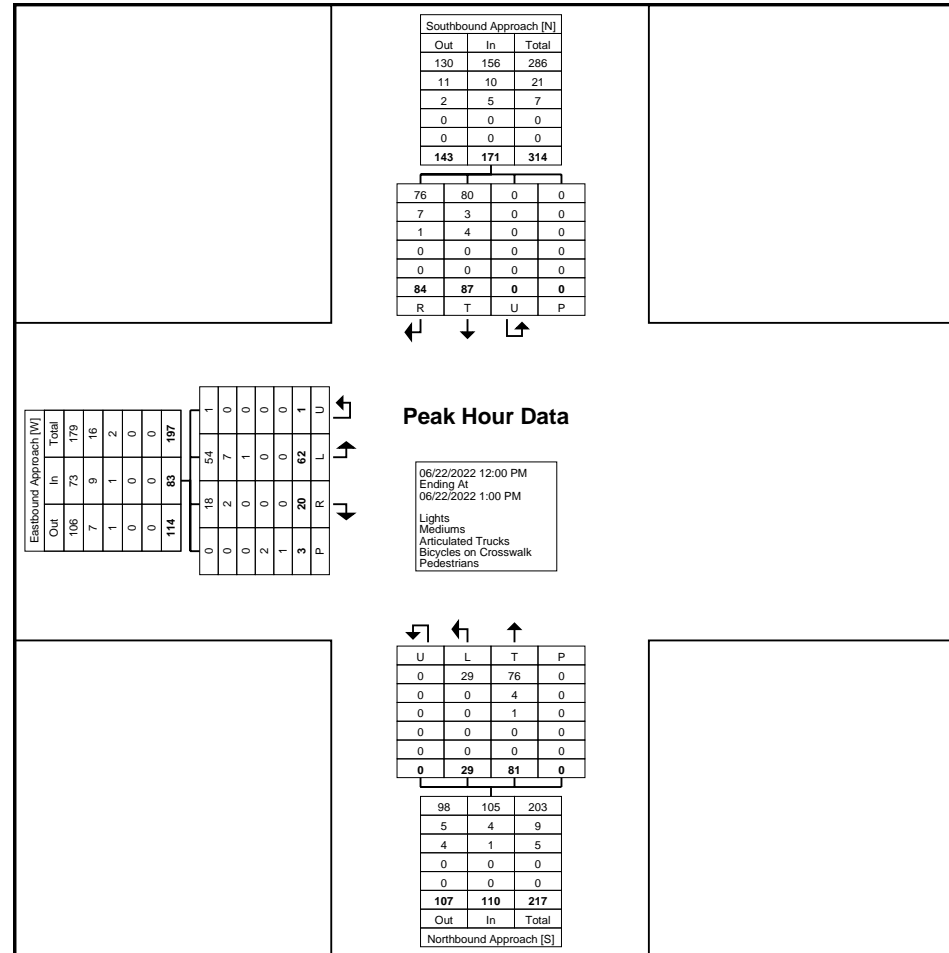 Southbound Approach [N]
Out In Total
130 156 286
11 10 21
2 5 7
0 0 0
0 0 0
143 171 314
76 80 0 0
7 3 0 0
1 4 0 0
0 0 0 0
0 0 0 0
84 87 0 0
R T U P
Eastbound Approach [W]
Out In Total
106 73 179
7 9 16
1 1 2
0 0 0
0 0 0
114 83 197
0 18 54 1
0 2 7 0
0 0 1 0
2 0 0 0
1 0 0 0
3 20 62 1
P R L U
Peak Hour Data
06/22/2022 12:00 PM
Ending At
06/22/2022 1:00 PM
Lights
Mediums
Articulated Trucks
Bicycles on Crosswalk
Pedestrians
U L T P
0 29 76 0
0 0 4 0
0 0 1 0
0 0 0 0
0 0 0 0
0 29 81 0
98 105 203
5 4 9
4 1 5
0 0 0
0 0 0
107 110 217
Out In Total
Northbound Approach [S]